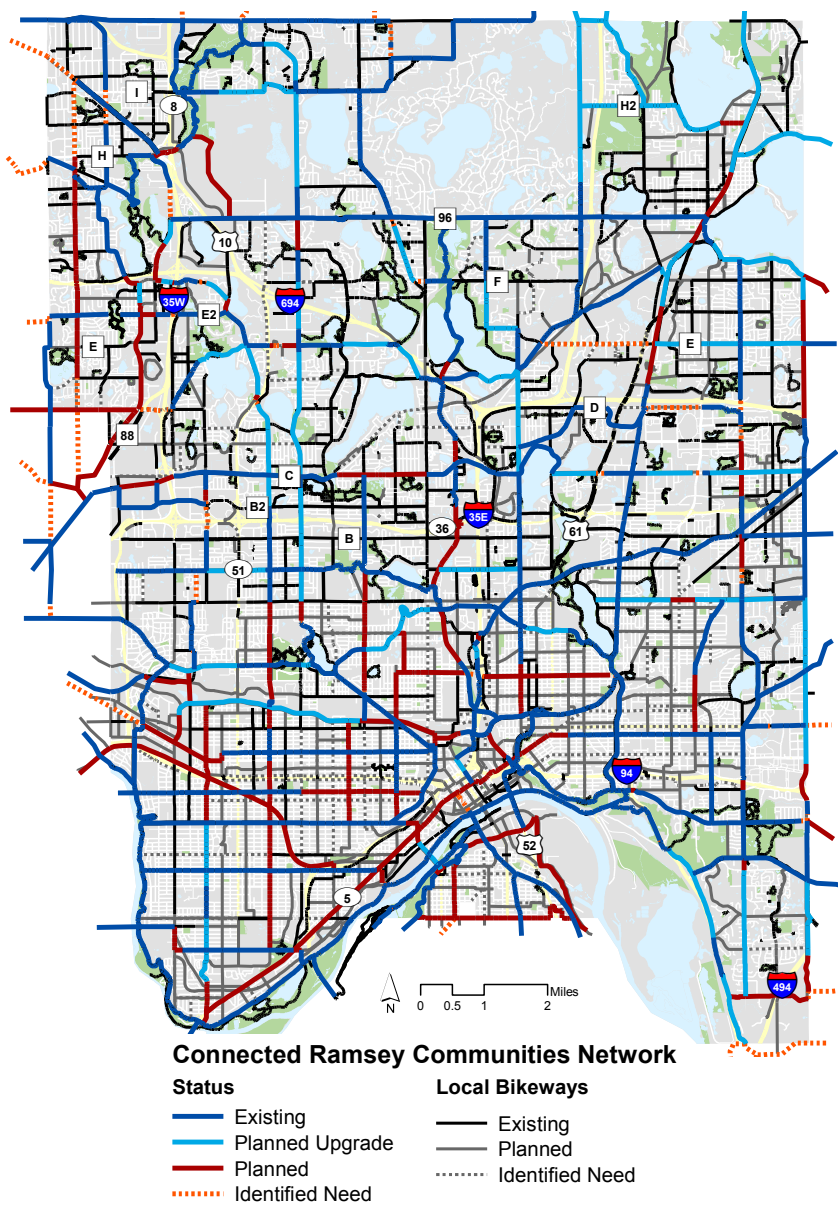 I
8
H2
H
96
10
F
35W
694
E2
E
E
D
88
C
B2
35E
36
61
B
51
94
52
5
494
N
0 0.5 1 2 Miles
Connected Ramsey Communities Network
Status
Existing
Planned Upgrade
Planned
Identified Need
Local Bikeways
Existing
Planned
Identified Need